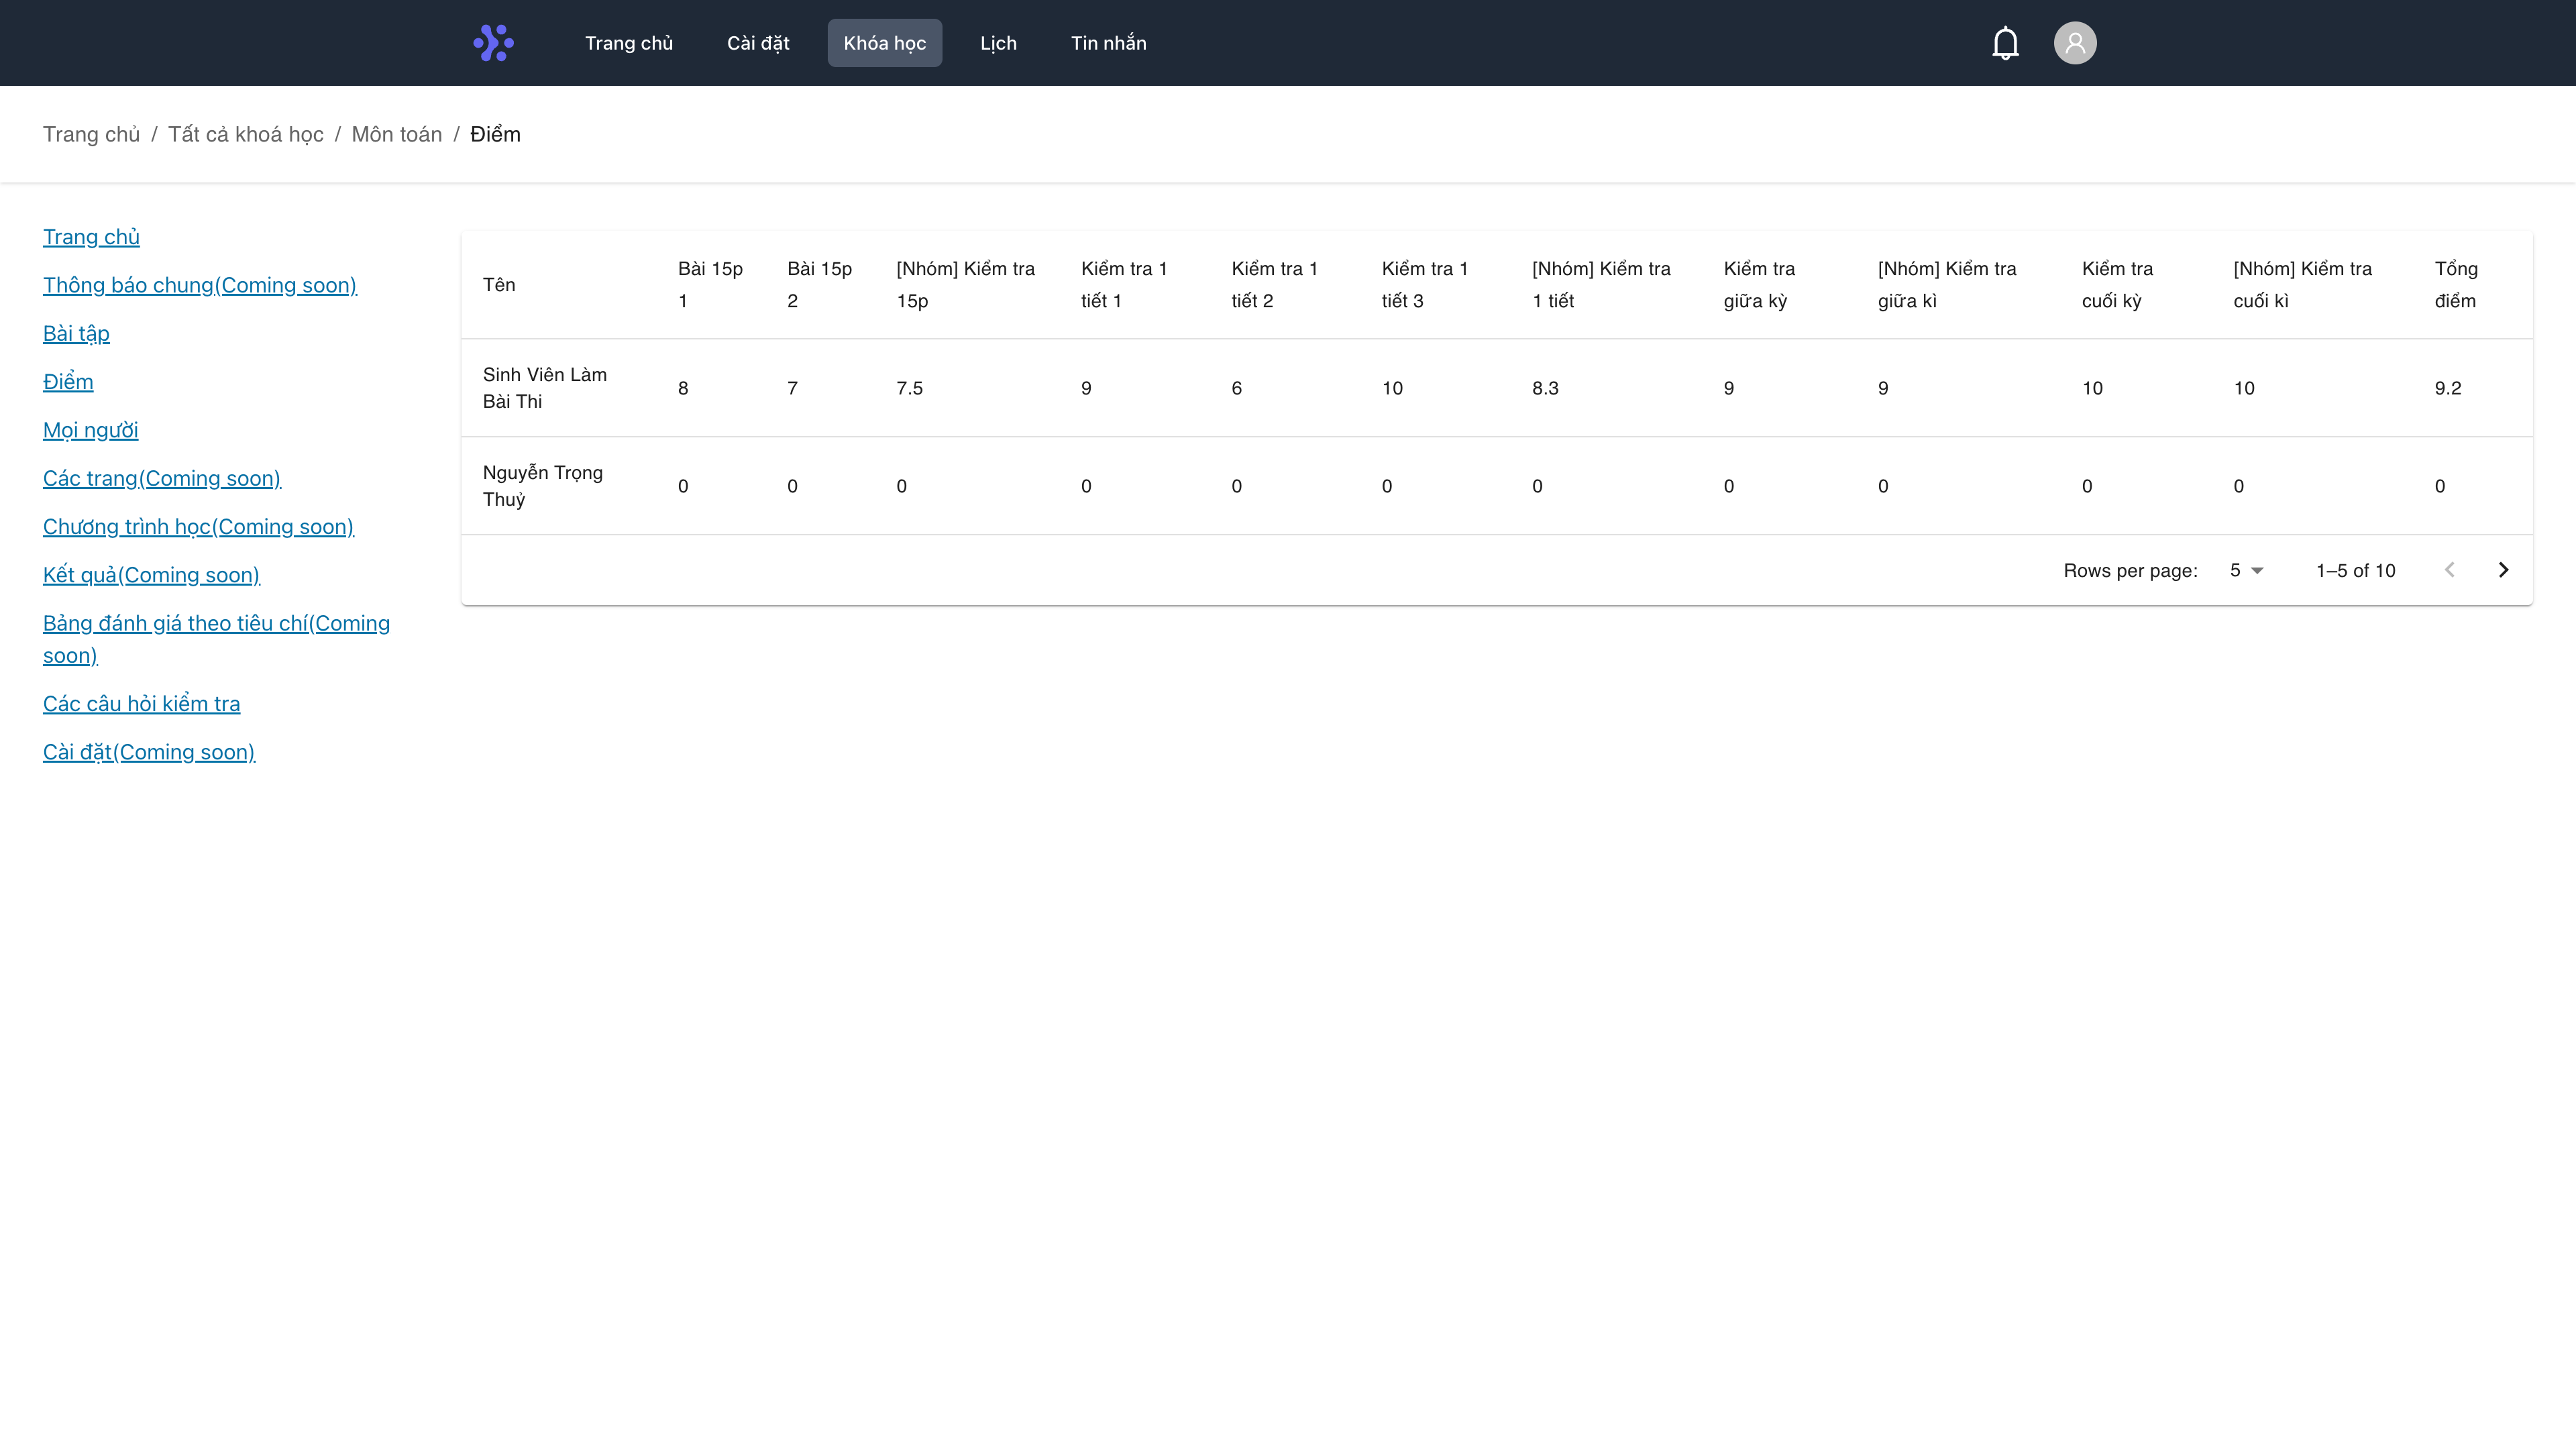 Trang chủ
Cài đặt
Khóa học
Lịch
Tin nhắn
Trang chủ / Tất cả khoá học / Môn toán / Điểm
Trang chủ
Thông báo chung(Coming soon)
Bài tập
Điểm
Mọi người
Các trang(Coming soon)
Chương trình học(Coming soon)
Kết quả(Coming soon)
Bảng đánh giá theo tiêu chí(Coming
soon)
Các câu hỏi kiểm tra
Cài đặt(Coming soon)
Tên
Bài 15p
1
Bài 15p
2
[Nhóm] Kiểm tra
15p
Kiểm tra 1
tiết 1
Kiểm tra 1
tiết 2
Kiểm tra 1
tiết 3
[Nhóm] Kiểm tra
1 tiết
Kiểm tra
giữa kỳ
[Nhóm] Kiểm tra
giữa kì
Kiểm tra
cuối kỳ
[Nhóm] Kiểm tra
cuối kì
Tổng
điểm
Sinh Viên Làm
Bài Thi
8
7
7.5
9
6
10
8.3
9
9
10
10
9.2
Nguyễn Trọng
Thuỷ
0
0
0
0
0
0
0
0
0
0
0
0
Rows per page: 5
1–5 of 10